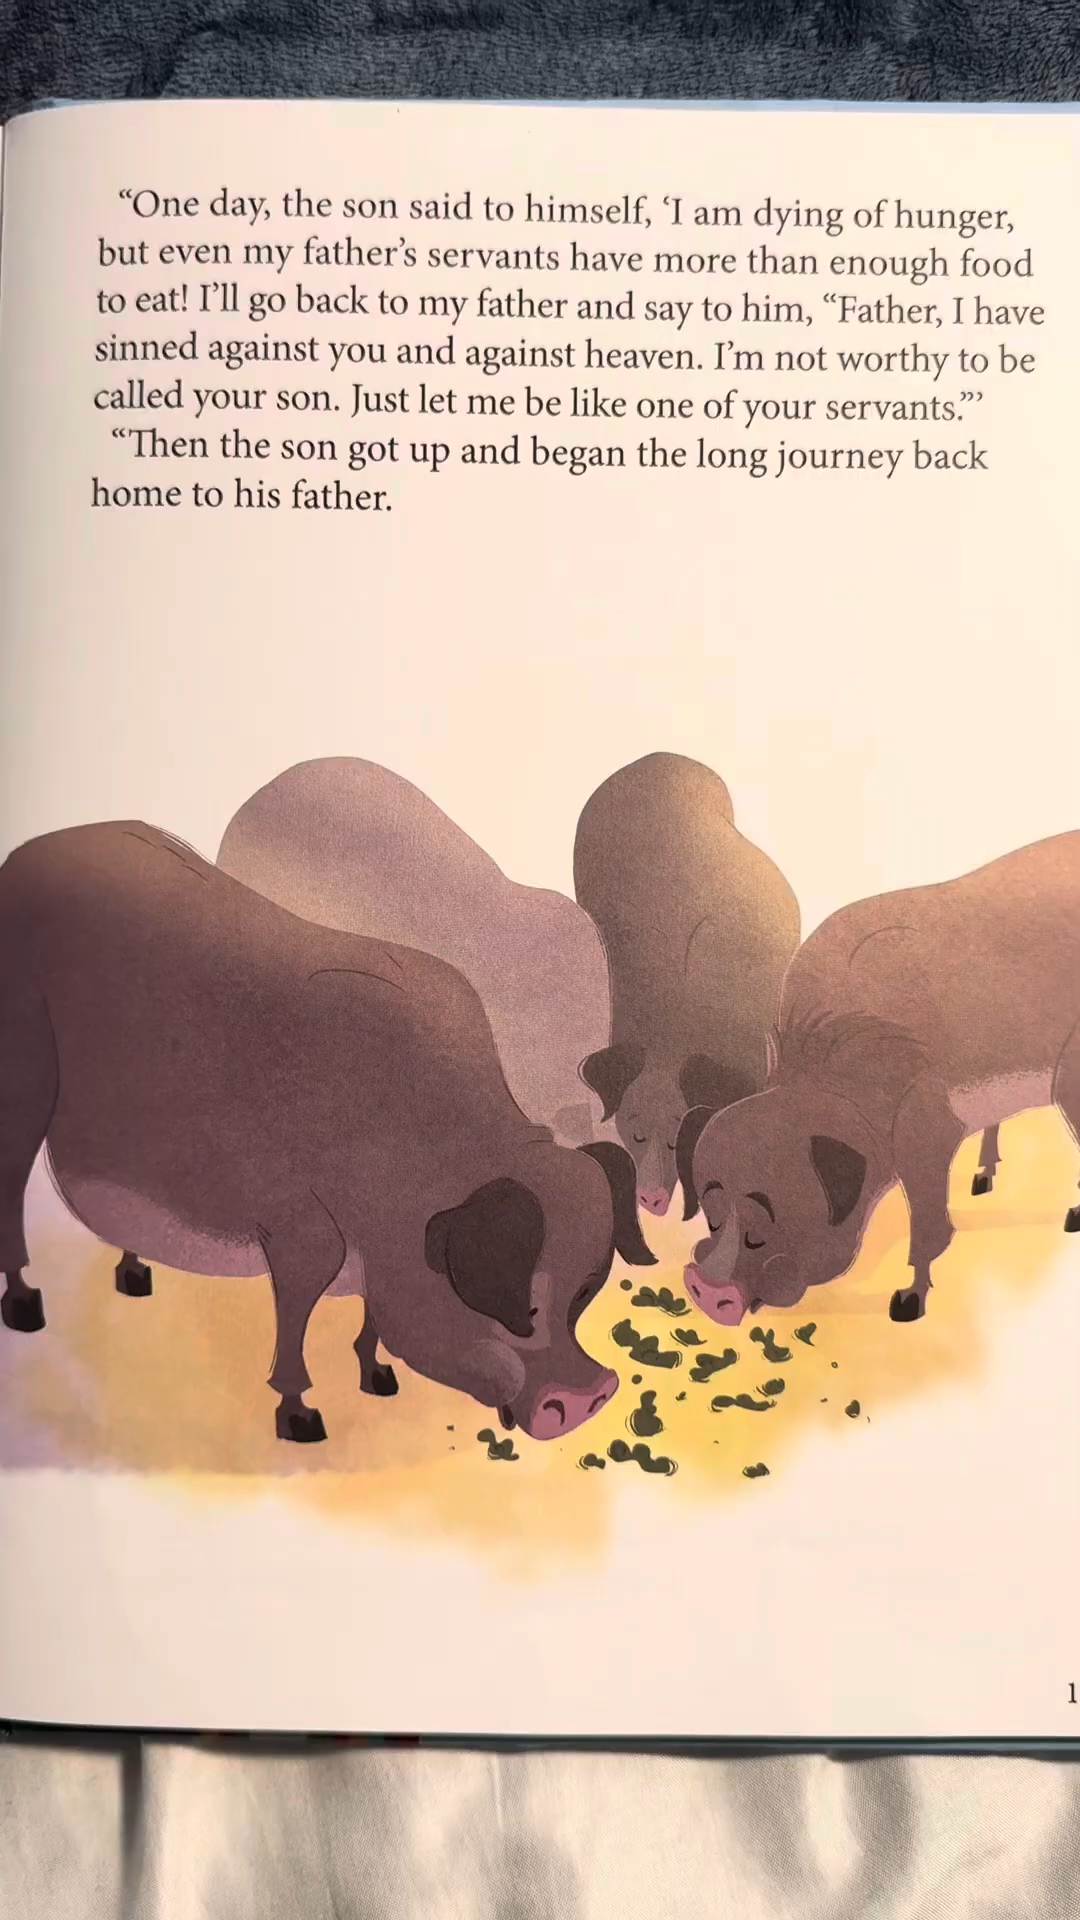 “One day, the son said to himself, ‘I am dying of hunger,
but even my father’s servants have more than enough food
to eat! I’ll go back to my father and say to him, “Father, I have
sinned against you and against heaven. I’m not worthy to be
called your son. Just let me be like one of your servants.”’
“Then the son got up and began the long journey back
home to his father.